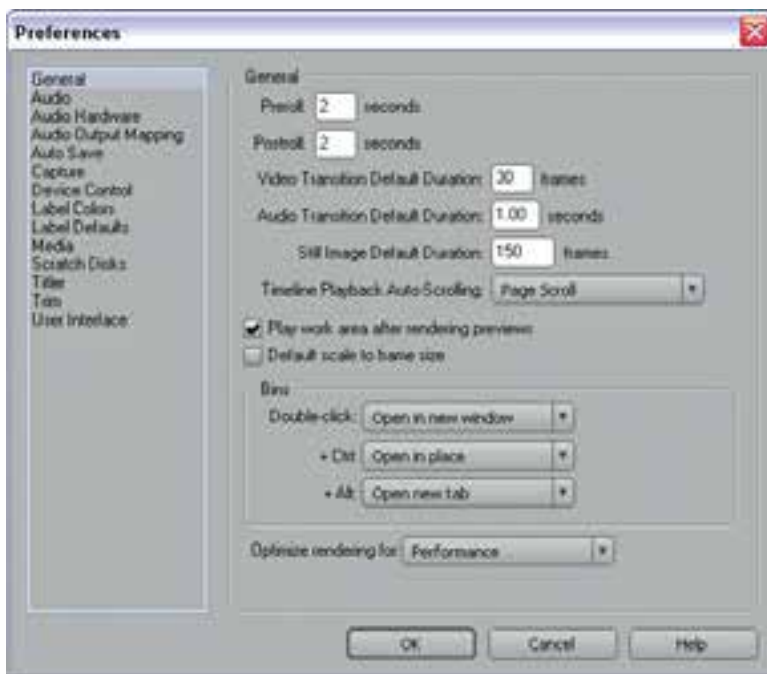 Preferences
General
Audio
Audio Hardware
Audio Output Mapping
Auto Save
Capture
Device Control
Label Colors
Label Defaults
Media
Scratch Disks
Titler
Trim
User Interface
General
Preroll: 2 seconds
Postroll: 2 seconds
Video Transition Default Duration: 30 frames
Audio Transition Default Duration: 1.00 seconds
Still Image Default Duration: 150 frames
Timeline Playback Auto-Scrolling: Page Scroll
Play work area after rendering previews
Default scale to frame size
Bins
Double-click: Open in new window
+ Ctrl: Open in place
+ Alt: Open new tab
Optimize rendering for: Performance
OK Cancel Help